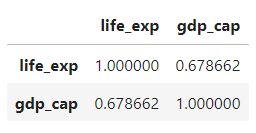 life_exp gdp_cap
life_exp 1.000000 0.678662
gdp_cap 0.678662 1.000000